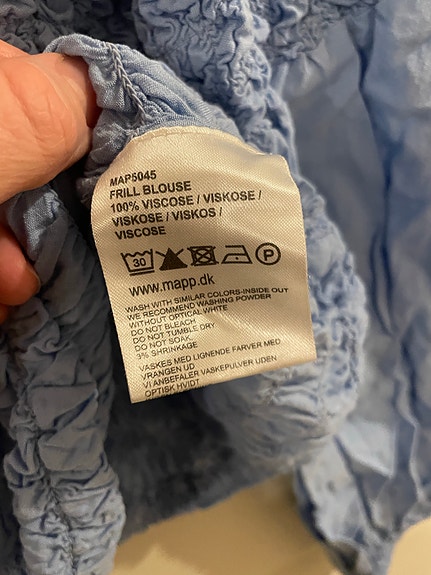 MAP5045
FRILL BLOUSE
100% VISCOSE / VISKOSE /
VISKOSE / VISKOS /
VISCOSE
30 P
www.mapp.dk
WASH WITH SIMILAR COLORS-INSIDE OUT
WE RECOMMEND WASHING POWDER
WITHOUT OPTICAL WHITE
DO NOT BLEACH
DO NOT TUMBLE DRY
DO NOT SOAK.
3% SHRINKAGE
VASKES MED LIGNENDE FARVER MED
VRANGEN UD
VI ANBEFALER VASKEPULVER UDEN
OPTISK HVIDT